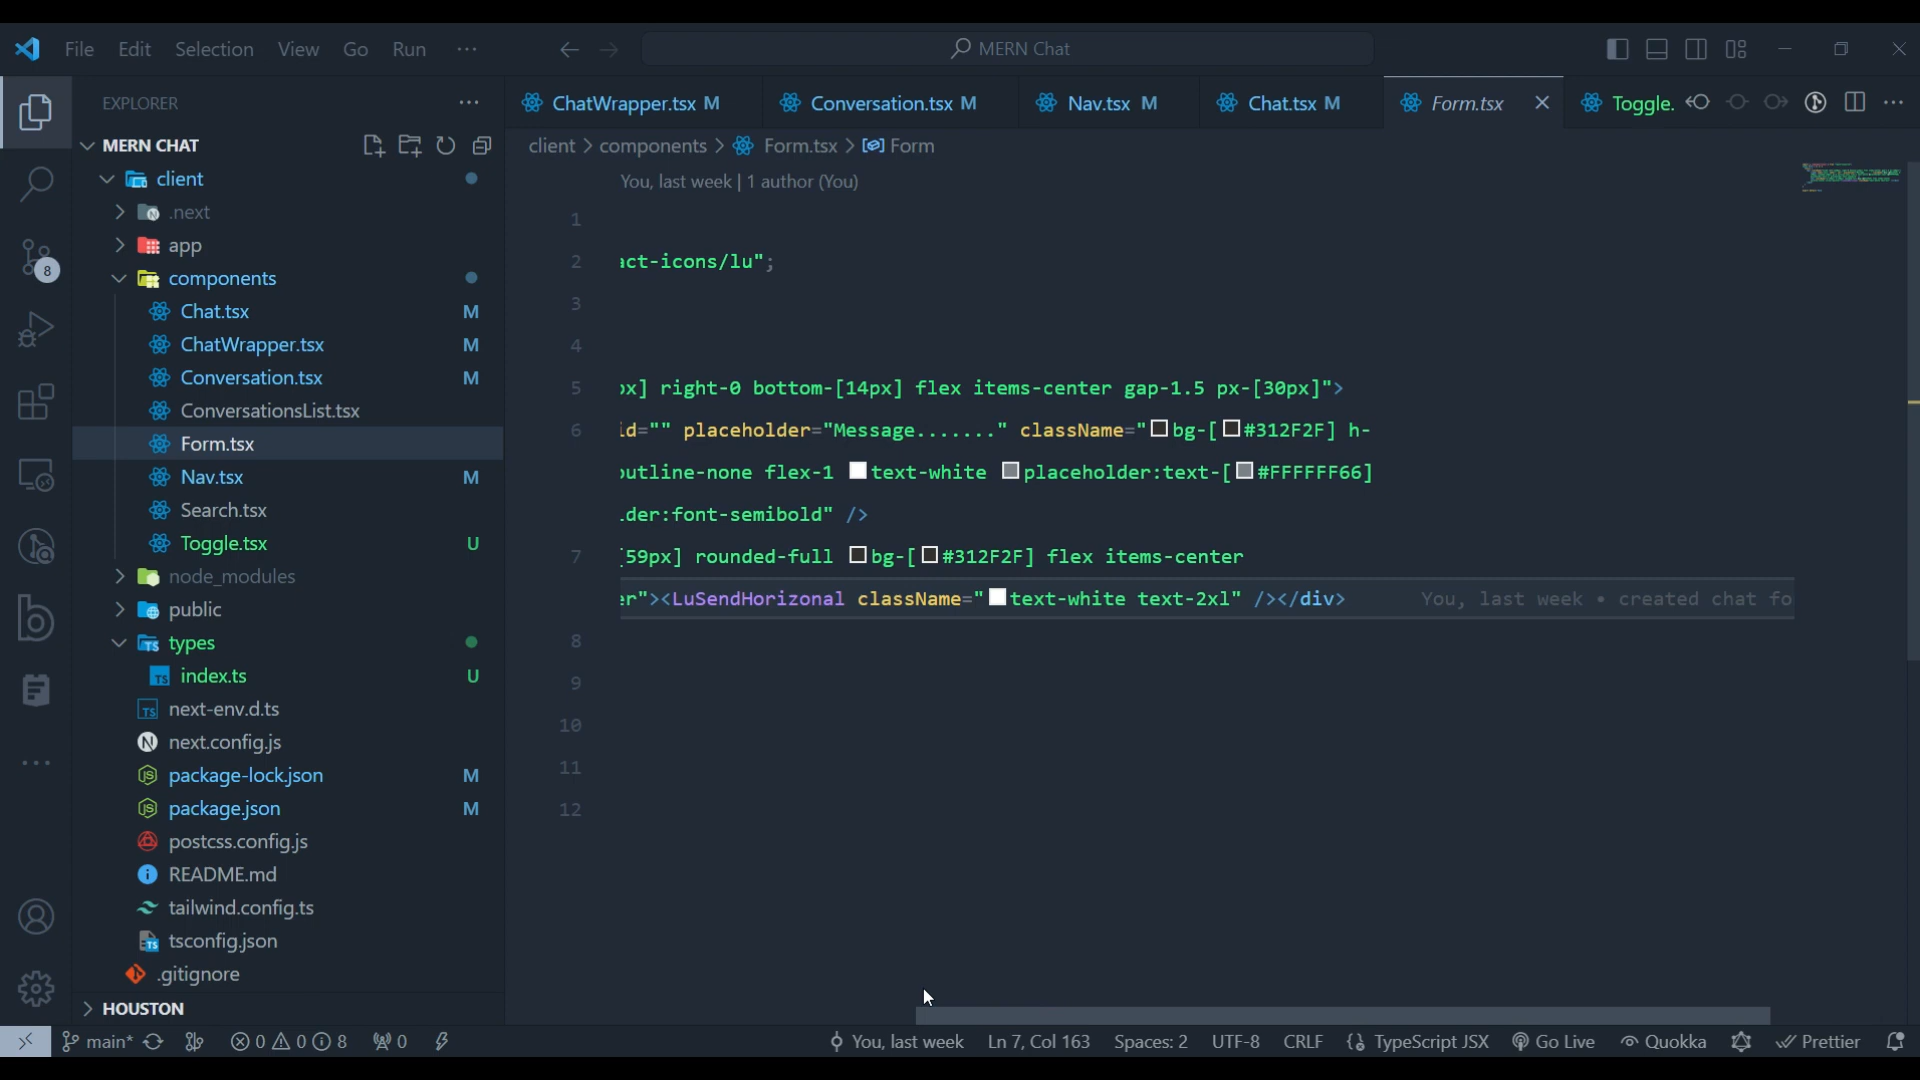 File Edit Selection View Go Run ··· MERN Chat
EXPLORER ···
ChatWrapper.tsx M Conversation.tsx M Nav.tsx M Chat.tsx M Form.tsx Toggle. ···
MERN CHAT
client > components > Form.tsx > Form
You, last week | 1 author (You)
client
.next
app
components
Chat.tsx M
ChatWrapper.tsx M
Conversation.tsx M
ConversationsList.tsx
Form.tsx
Nav.tsx M
Search.tsx
Toggle.tsx U
node_modules
public
types
index.ts U
next-env.d.ts
next.config.js
package-lock.json M
package.json M
postcss.config.js
README.md
tailwind.config.ts
tsconfig.json
.gitignore
HOUSTON
8
1
2 act-icons/lu";
3
4
5 px] right-0 bottom-[14px] flex items-center gap-1.5 px-[30px]">
6 id="" placeholder="Message......." className="bg-[#312F2F] h-
outline-none flex-1 text-white placeholder:text-[#FFFFFF66]
lder:font-semibold" />
7 [59px] rounded-full bg-[#312F2F] flex items-center
er"><LuSendHorizonal className="text-white text-2xl" /></div> You, last week • created chat fo
8
9
10
11
12
main* 0 0 8 0 You, last week Ln 7, Col 163 Spaces: 2 UTF-8 CRLF TypeScript JSX Go Live Quokka Prettier